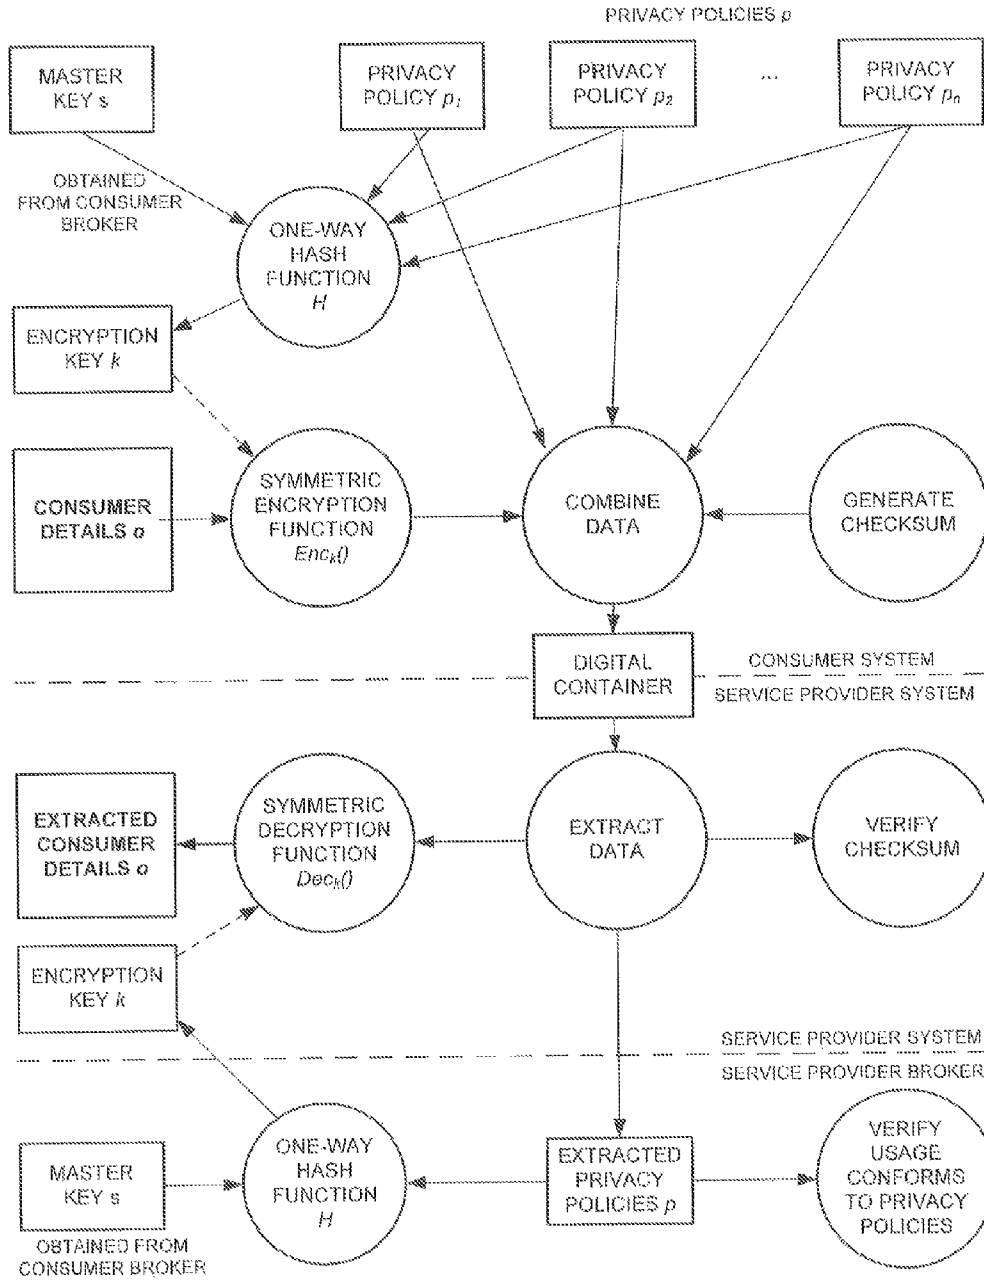 PRIVACY POLICIES p
MASTER
KEY s
PRIVACY
POLICY p1
PRIVACY
POLICY p2
...
PRIVACY
POLICY pn
OBTAINED
FROM CONSUMER
BROKER
ONE-WAY
HASH
FUNCTION
H
ENCRYPTION
KEY k
CONSUMER
DETAILS o
SYMMETRIC
ENCRYPTION
FUNCTION
Enck()
COMBINE
DATA
GENERATE
CHECKSUM
DIGITAL
CONTAINER
CONSUMER SYSTEM
SERVICE PROVIDER SYSTEM
EXTRACTED
CONSUMER
DETAILS o
SYMMETRIC
DECRYPTION
FUNCTION
Deck()
EXTRACT
DATA
VERIFY
CHECKSUM
ENCRYPTION
KEY k
SERVICE PROVIDER SYSTEM
SERVICE PROVIDER BROKER
MASTER
KEY s
OBTAINED FROM
CONSUMER BROKER
ONE-WAY
HASH
FUNCTION
H
EXTRACTED
PRIVACY
POLICIES p
VERIFY
USAGE
CONFORMS
TO PRIVACY
POLICIES